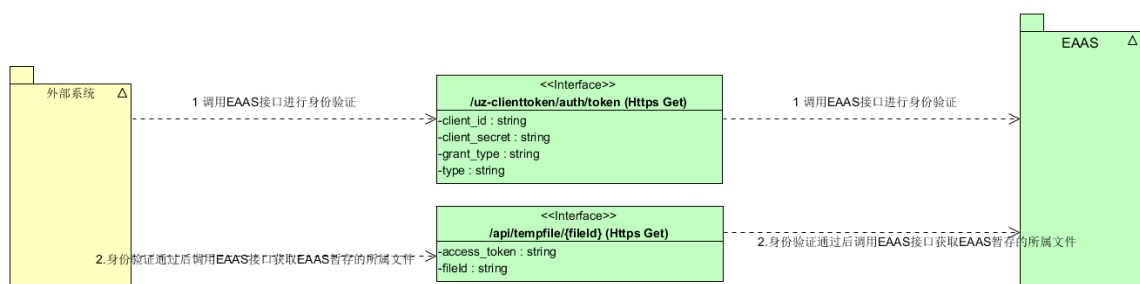 EAAS
外部系统
<<Interface>>
/uz-clienttoken/auth/token (Https Get)
-client_id : string
-client_secret : string
-grant_type : string
-type : string
1 调用EAAS接口进行身份验证
1 调用EAAS接口进行身份验证
<<Interface>>
/api/tempfile/{fileId} (Https Get)
-access_token : string
-fileId : string
2.身份验证通过后调用EAAS接口获取EAAS暂存的所属文件
2.身份验证通过后调用EAAS接口获取EAAS暂存的所属文件